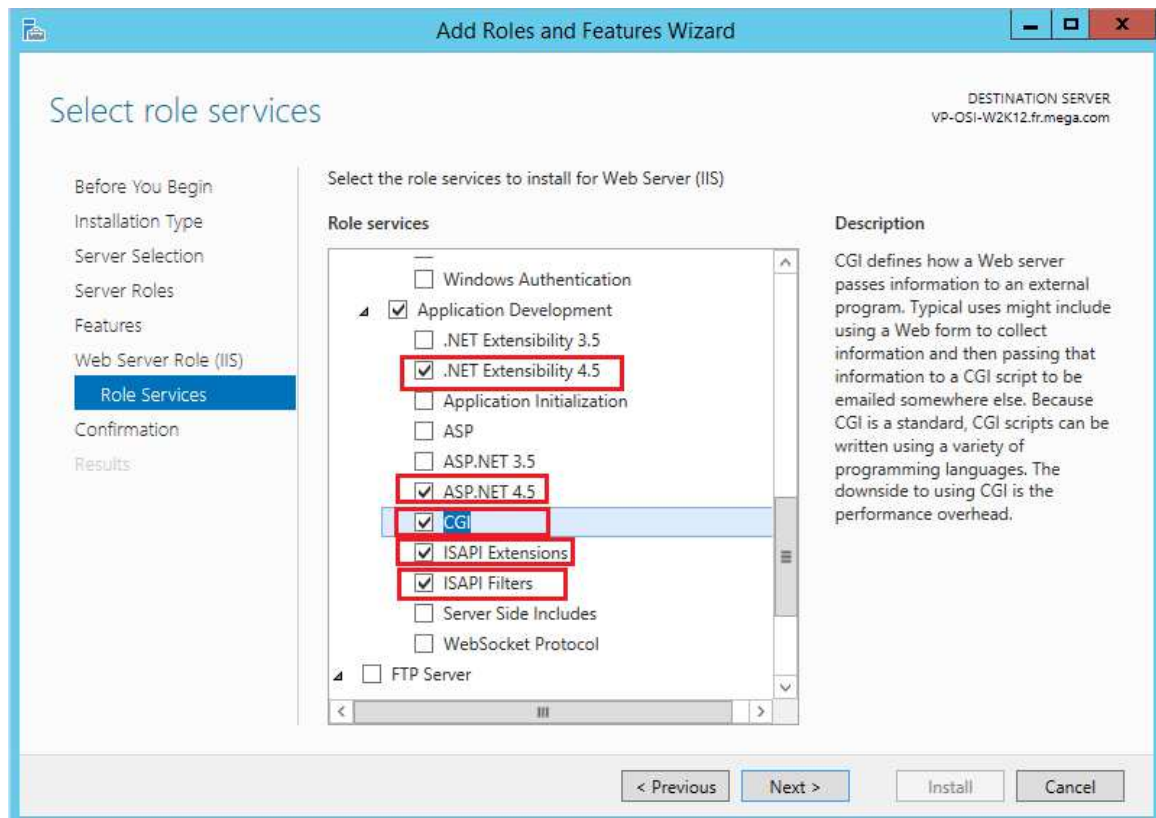 Add Roles and Features Wizard
Select role services
DESTINATION SERVER
VP-OSI-W2K12.fr.mega.com
Before You Begin
Installation Type
Server Selection
Server Roles
Features
Web Server Role (IIS)
Role Services
Confirmation
Results
Select the role services to install for Web Server (IIS)
Role services
Windows Authentication
Application Development
.NET Extensibility 3.5
.NET Extensibility 4.5
Application Initialization
ASP
ASP.NET 3.5
ASP.NET 4.5
CGI
ISAPI Extensions
ISAPI Filters
Server Side Includes
WebSocket Protocol
FTP Server
Description
CGI defines how a Web server
passes information to an external
program. Typical uses might include
using a Web form to collect
information and then passing that
information to a CGI script to be
emailed somewhere else. Because
CGI is a standard, CGI scripts can be
written using a variety of
programming languages. The
downside to using CGI is the
performance overhead.
< Previous
Next >
Install
Cancel